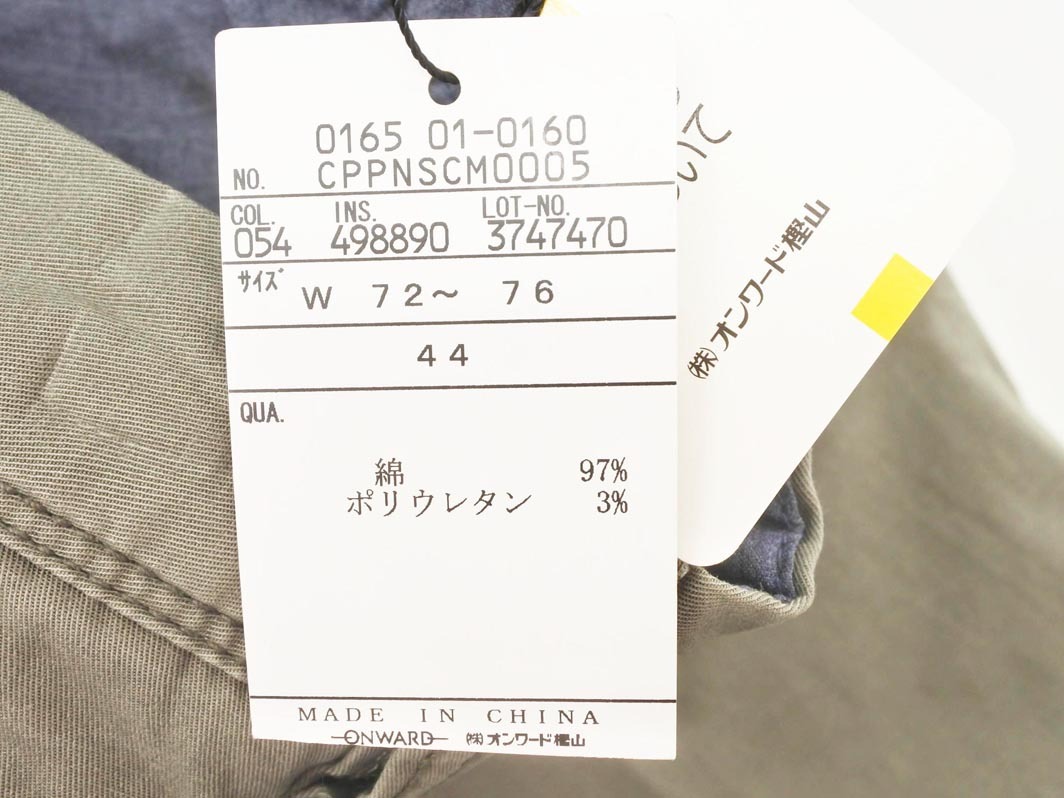 0165 01-0160
NO. CPPNSCM0005
COL. INS. LOT-NO.
054 498890 3747470
サイズ W 72〜 76
44
QUA.
綿 97%
ポリウレタン 3%
MADE IN CHINA
ONWARD ㈱オンワード樫山
いて
㈱オンワード樫山